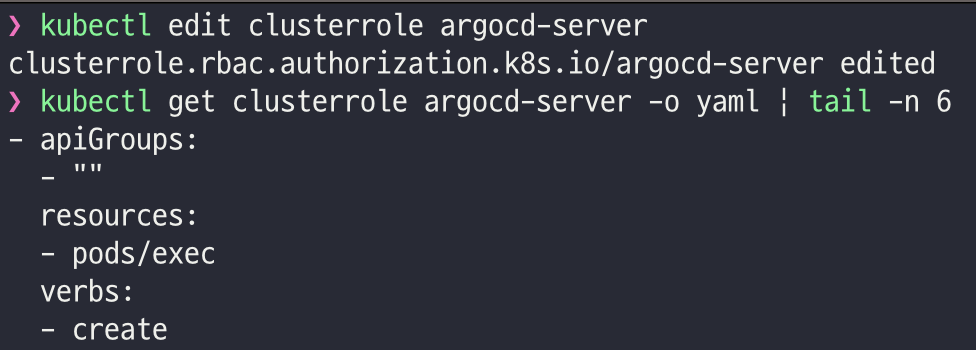 ❯ kubectl edit clusterrole argocd-server
clusterrole.rbac.authorization.k8s.io/argocd-server edited
❯ kubectl get clusterrole argocd-server -o yaml | tail -n 6
- apiGroups:
  - ""
  resources:
  - pods/exec
  verbs:
  - create